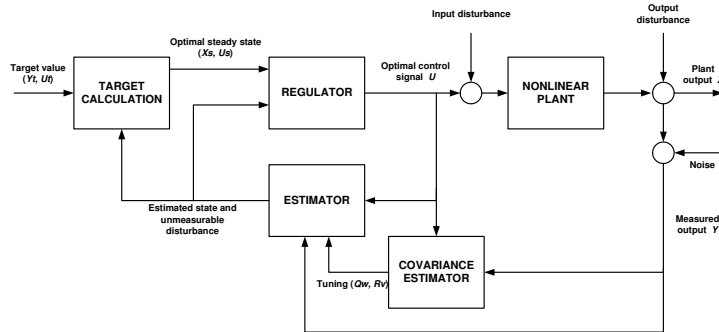 Input disturbance
Output
disturbance
Optimal steady state
(Xs, Us)
Target value
(Yt, Ut)
TARGET
CALCULATION
REGULATOR
Optimal control
signal U
NONLINEAR
PLANT
Plant
output
Noise
Estimated state and
unmeasurable
disturbance
ESTIMATOR
Measured
output Y
COVARIANCE
ESTIMATOR
Tuning (Qw, Rv)